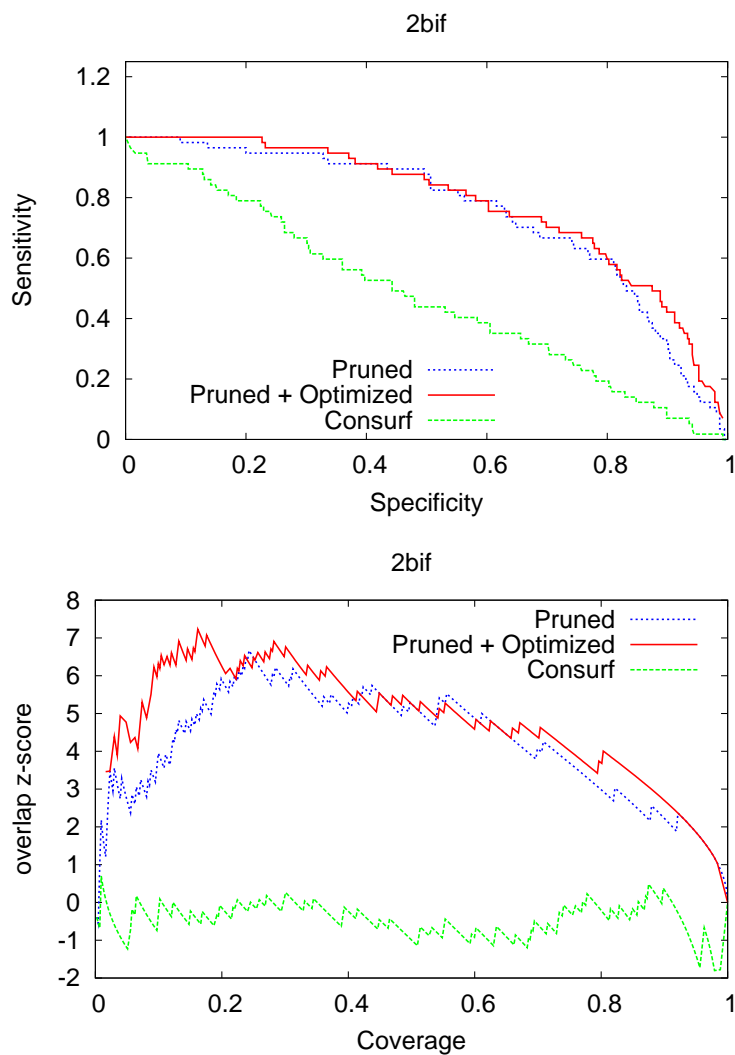 2bif
1.2
1
0.8
0.6
0.4
0.2
0
Sensitivity
Pruned
Pruned + Optimized
Consurf
0 0.2 0.4 0.6 0.8 1
Specificity
2bif
8
7
6
5
4
3
2
1
0
-1
-2
overlap z-score
Pruned
Pruned + Optimized
Consurf
0 0.2 0.4 0.6 0.8 1
Coverage